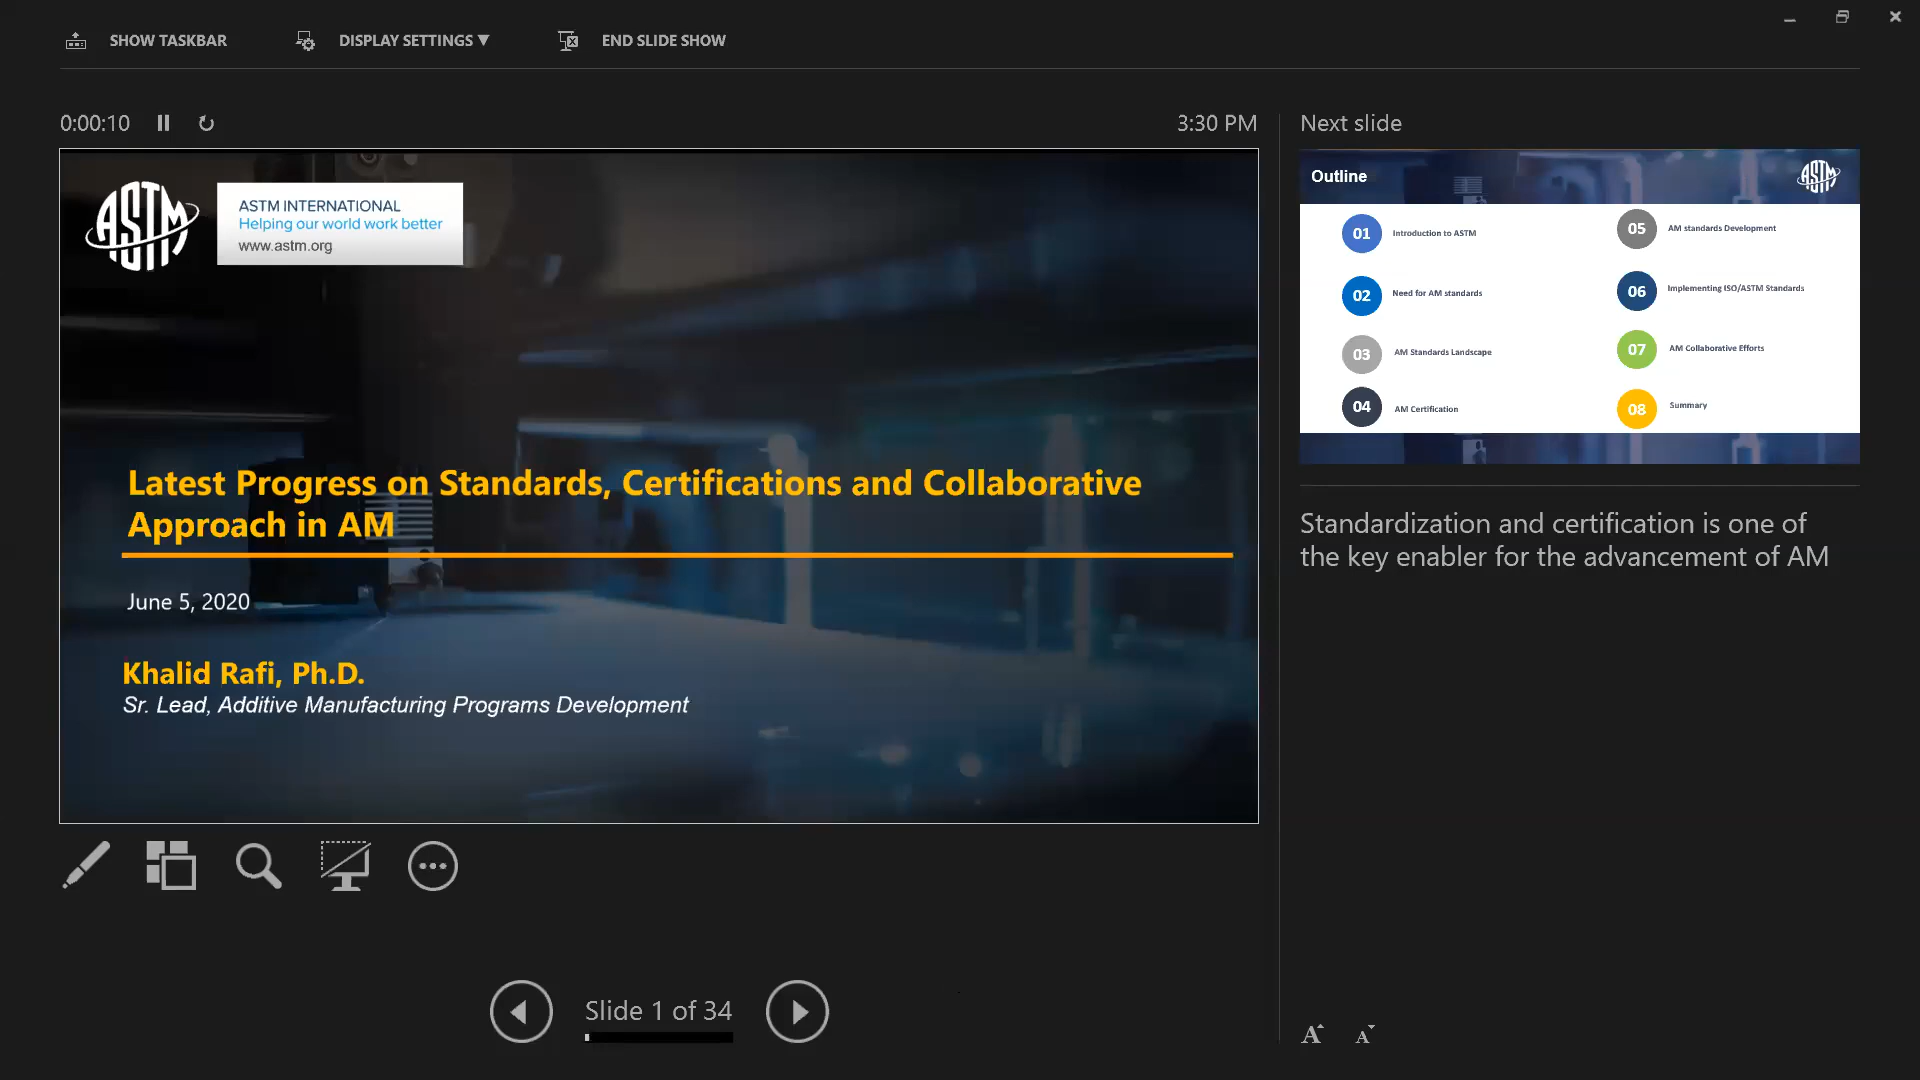 SHOW TASKBAR
DISPLAY SETTINGS ▼
END SLIDE SHOW
0:00:10
3:30 PM
ASTM
ASTM INTERNATIONAL
Helping our world work better
www.astm.org
Latest Progress on Standards, Certifications and Collaborative
Approach in AM
June 5, 2020
Khalid Rafi, Ph.D.
Sr. Lead, Additive Manufacturing Programs Development
Slide 1 of 34
Next slide
Outline
ASTM
01 Introduction to ASTM
02 Need for AM standards
03 AM Standards Landscape
04 AM Certification
05 AM standards Development
06 Implementing ISO/ASTM Standards
07 AM Collaborative Efforts
08 Summary
Standardization and certification is one of
the key enabler for the advancement of AM
A A